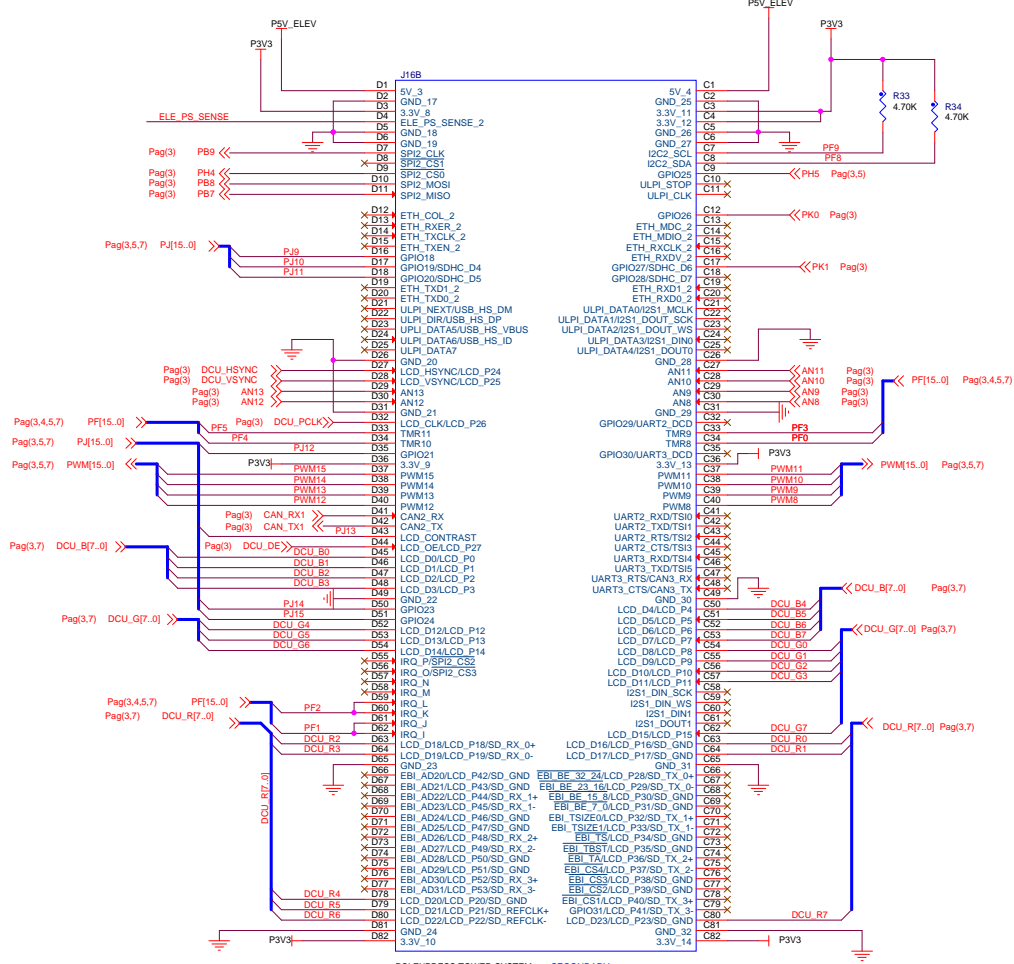 P5V_ELEV P5V_ELEV
P3V3 P3V3
J16B
R33 4.70K
R34 4.70K
D1 5V_3 5V_4 C1
D2 GND_17 GND_25 C2
D3 3.3V_8 3.3V_11 C3
ELE_PS_SENSE D4 ELE_PS_SENSE_2 3.3V_12 C4
D5 GND_18 GND_26 C5
D6 GND_19 GND_27 C6
Pag(3) PB9 D7 SPI2_CLK I2C2_SCL C7 PF9
D8 SPI2_CS1 I2C2_SDA C8 PF8
Pag(3) PH4 D9 SPI2_CS0 GPIO25 C9 PH5 Pag(3,5)
Pag(3) PB8 D10 SPI2_MOSI ULPI_STOP C10
Pag(3) PB7 D11 SPI2_MISO ULPI_CLK C11
D12 ETH_COL_2 GPIO26 C12 PK0 Pag(3)
D13 ETH_RXER_2 ETH_MDC_2 C13
D14 ETH_TXCLK_2 ETH_MDIO_2 C14
Pag(3,5,7) PJ[15..0] D15 ETH_TXEN_2 ETH_RXCLK_2 C15
PJ9 D16 GPIO18 ETH_RXDV_2 C16
PJ10 D17 GPIO19/SDHC_D4 GPIO27/SDHC_D6 C17 PK1 Pag(3)
PJ11 D18 GPIO20/SDHC_D5 GPIO28/SDHC_D7 C18
D19 ETH_TXD1_2 ETH_RXD1_2 C19
D20 ETH_TXD0_2 ETH_RXD0_2 C20
D21 ULPI_NEXT/USB_HS_DM ULPI_DATA0/I2S1_MCLK C21
D22 ULPI_DIR/USB_HS_DP ULPI_DATA1/I2S1_DOUT_SCK C22
D23 UPLI_DATA5/USB_HS_VBUS ULPI_DATA2/I2S1_DOUT_WS C23
D24 ULPI_DATA6/USB_HS_ID ULPI_DATA3/I2S1_DIN0 C24
D25 ULPI_DATA7 ULPI_DATA4/I2S1_DOUT0 C25
D26 GND_20 GND_28 C26
Pag(3) DCU_HSYNC D27 LCD_HSYNC/LCD_P24 AN11 C27 AN11 Pag(3)
Pag(3) DCU_VSYNC D28 LCD_VSYNC/LCD_P25 AN10 C28 AN10 Pag(3)
Pag(3) AN13 D29 AN13 AN9 C29 AN9 Pag(3)
Pag(3) AN12 D30 AN12 AN8 C30 AN8 Pag(3)
PF[15..0] Pag(3,4,5,7)
D31 GND_21 GND_29 C31
Pag(3,4,5,7) PF[15..0] Pag(3) DCU_PCLK D32 LCD_CLK/LCD_P26 GPIO29/UART2_DCD C32
PF5 D33 TMR11 TMR9 C33 PF3
Pag(3,5,7) PJ[15..0] PF4 D34 TMR10 TMR8 C34 PF0
PJ12 D35 GPIO21 GPIO30/UART3_DCD C35
Pag(3,5,7) PWM[15..0] P3V3 D36 3.3V_9 3.3V_13 C36 P3V3
PWM15 D37 PWM15 PWM11 C37 PWM11 PWM[15..0] Pag(3,5,7)
PWM14 D38 PWM14 PWM10 C38 PWM10
PWM13 D39 PWM13 PWM9 C39 PWM9
PWM12 D40 PWM12 PWM8 C40 PWM8
Pag(3) CAN_RX1 D41 CAN2_RX UART2_RXD/TSI0 C41
Pag(3) CAN_TX1 D42 CAN2_TX UART2_TXD/TSI1 C42
PJ13 D43 LCD_CONTRAST UART2_RTS/TSI2 C43
Pag(3,7) DCU_B[7..0] Pag(3) DCU_DE D44 LCD_OE/LCD_P27 UART2_CTS/TSI3 C44
DCU_B0 D45 LCD_D0/LCD_P0 UART3_RXD/TSI4 C45
DCU_B1 D46 LCD_D1/LCD_P1 UART3_TXD/TSI5 C46
DCU_B2 D47 LCD_D2/LCD_P2 UART3_RTS/CAN3_RX C47
DCU_B3 D48 LCD_D3/LCD_P3 UART3_CTS/CAN3_TX C48
DCU_B[7..0] Pag(3,7)
D49 GND_22 GND_30 C49
PJ14 D50 GPIO23 LCD_D4/LCD_P4 C50 DCU_B4
Pag(3,7) DCU_G[7..0] PJ15 D51 GPIO24 LCD_D5/LCD_P5 C51 DCU_B5
DCU_G4 D52 LCD_D12/LCD_P12 LCD_D6/LCD_P6 C52 DCU_B6 DCU_G[7..0] Pag(3,7)
DCU_G5 D53 LCD_D13/LCD_P13 LCD_D7/LCD_P7 C53 DCU_B7
DCU_G6 D54 LCD_D14/LCD_P14 LCD_D8/LCD_P8 C54 DCU_G0
D55 IRQ_P/SPI2_CS2 LCD_D9/LCD_P9 C55 DCU_G1
D56 IRQ_O/SPI2_CS3 LCD_D10/LCD_P10 C56 DCU_G2
D57 IRQ_N LCD_D11/LCD_P11 C57 DCU_G3
D58 IRQ_M I2S1_DIN_SCK C58
Pag(3,4,5,7) PF[15..0] D59 IRQ_L I2S1_DIN_WS C59
PF2 D60 IRQ_K I2S1_DIN1 C60
Pag(3,7) DCU_R[7..0] D61 IRQ_J I2S1_DOUT1 C61 DCU_R[7..0] Pag(3,7)
PF1 D62 IRQ_I LCD_D15/LCD_P15 C62 DCU_G7
DCU_R2 D63 LCD_D18/LCD_P18/SD_RX_0+ LCD_D16/LCD_P16/SD_GND C63 DCU_R0
DCU_R3 D64 LCD_D19/LCD_P19/SD_RX_0- LCD_D17/LCD_P17/SD_GND C64 DCU_R1
D65 GND_23 GND_31 C65
D66 EBI_AD20/LCD_P42/SD_GND EBI_BE_32_24/LCD_P28/SD_TX_0+ C66
D67 EBI_AD21/LCD_P43/SD_GND EBI_BE_23_16/LCD_P29/SD_TX_0- C67
D68 EBI_AD22/LCD_P44/SD_RX_1+ EBI_BE_15_8/LCD_P30/SD_GND C68
D69 EBI_AD23/LCD_P45/SD_RX_1- EBI_BE_7_0/LCD_P31/SD_GND C69
DCU_R[7..0]
D70 EBI_AD24/LCD_P46/SD_GND EBI_TSIZE0/LCD_P32/SD_TX_1+ C70
D71 EBI_AD25/LCD_P47/SD_GND EBI_TSIZE1/LCD_P33/SD_TX_1- C71
D72 EBI_AD26/LCD_P48/SD_RX_2+ EBI_TS/LCD_P34/SD_GND C72
D73 EBI_AD27/LCD_P49/SD_RX_2- EBI_TBST/LCD_P35/SD_GND C73
D74 EBI_AD28/LCD_P50/SD_GND EBI_TA/LCD_P36/SD_TX_2+ C74
D75 EBI_AD29/LCD_P51/SD_GND EBI_CS4/LCD_P37/SD_TX_2- C75
D76 EBI_AD30/LCD_P52/SD_RX_3+ EBI_CS3/LCD_P38/SD_GND C76
D77 EBI_AD31/LCD_P53/SD_RX_3- EBI_CS2/LCD_P39/SD_GND C77
DCU_R4 D78 LCD_D20/LCD_P20/SD_GND EBI_CS1/LCD_P40/SD_TX_3+ C78
DCU_R5 D79 LCD_D21/LCD_P21/SD_REFCLK+ GPIO31/LCD_P41/SD_TX_3- C79
DCU_R6 D80 LCD_D22/LCD_P22/SD_REFCLK- LCD_D23/LCD_P23/SD_GND C80 DCU_R7
D81 GND_24 GND_32 C81
P3V3 D82 3.3V_10 3.3V_14 C82 P3V3